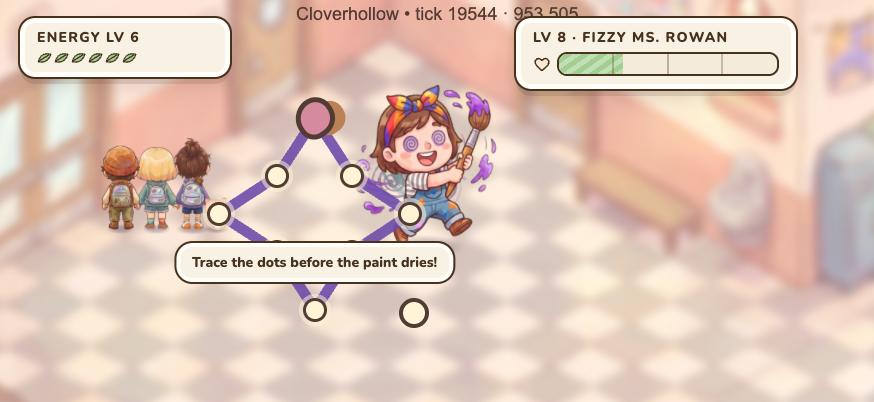 Cloverhollow • tick 19544 · 953,505
ENERGY LV 6
LV 8 · FIZZY MS. ROWAN
Trace the dots before the paint dries!